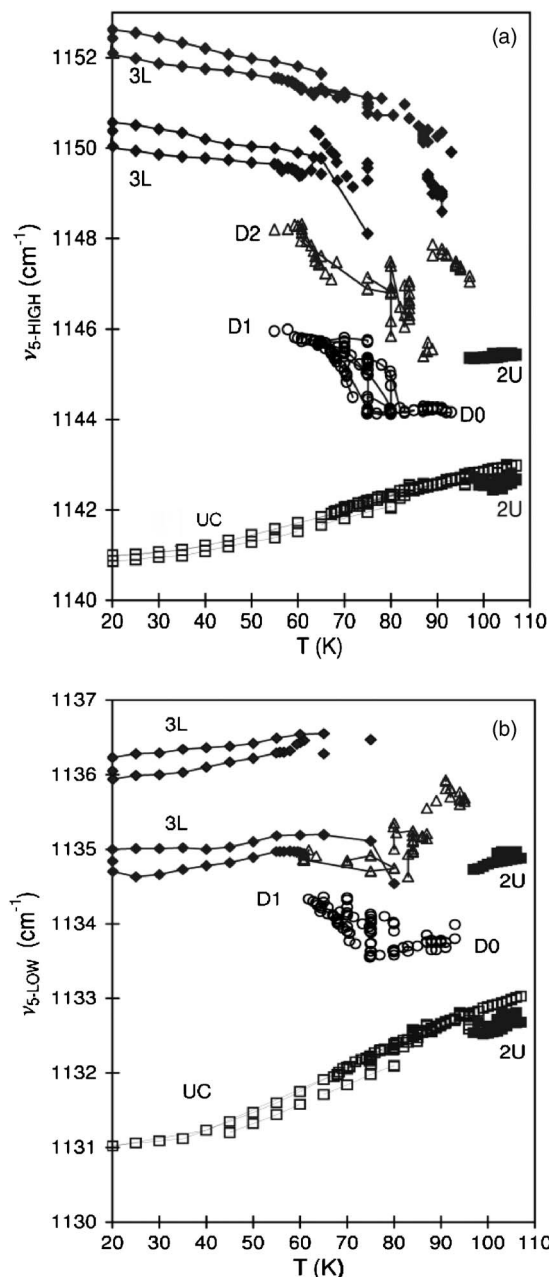 (a)
1152
1150
1148
1146
1144
1142
1140
ν5-HIGH (cm-1)
3L
3L
D2
D1
D0
2U
2U
UC
20 30 40 50 60 70 80 90 100 110
T (K)
(b)
1137
1136
1135
1134
1133
1132
1131
1130
ν5-LOW (cm-1)
3L
3L
D1
D0
2U
2U
UC
20 30 40 50 60 70 80 90 100 110
T (K)